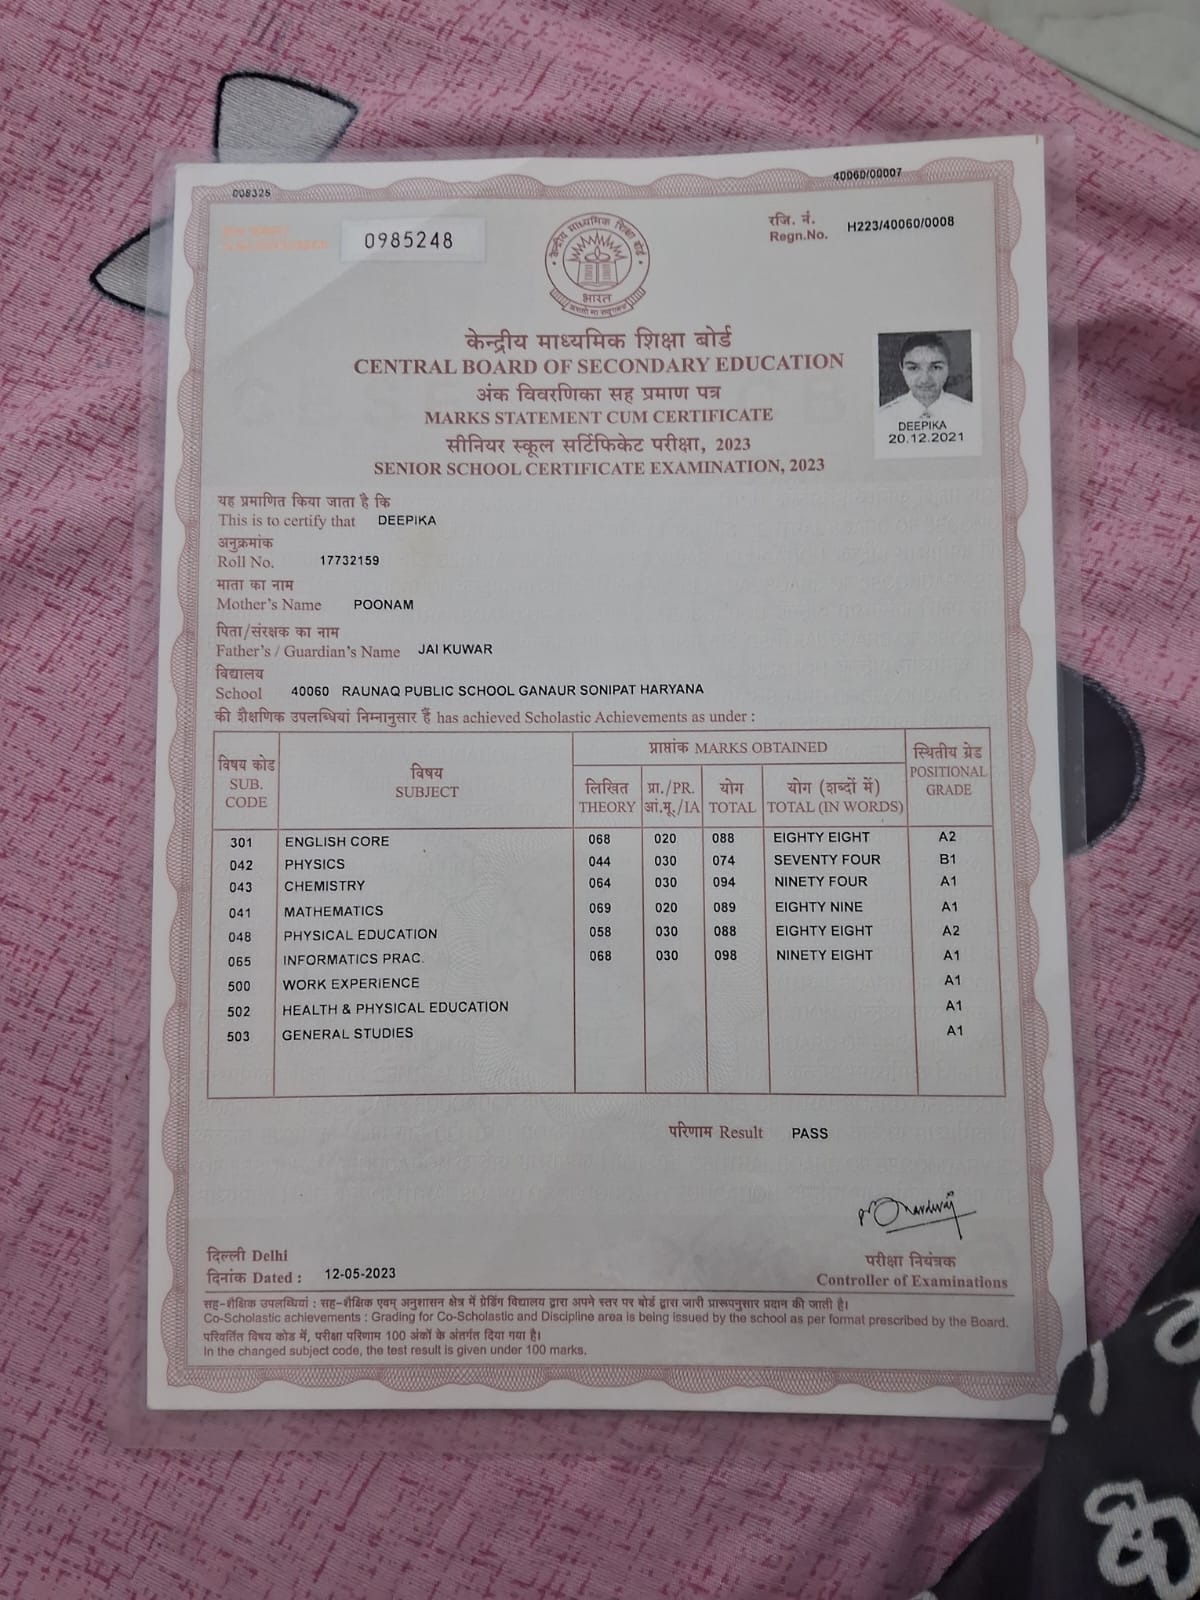 008325
40060/00007
0985248
रजि. नं.
Regn.No. H223/40060/0008
केन्द्रीय माध्यमिक शिक्षा बोर्ड
भारत
केन्द्रीय माध्यमिक शिक्षा बोर्ड
CENTRAL BOARD OF SECONDARY EDUCATION
अंक विवरणिका सह प्रमाण पत्र
MARKS STATEMENT CUM CERTIFICATE
सीनियर स्कूल सर्टिफिकेट परीक्षा, 2023
SENIOR SCHOOL CERTIFICATE EXAMINATION, 2023
DEEPIKA
20.12.2021
यह प्रमाणित किया जाता है कि
This is to certify that DEEPIKA
अनुक्रमांक
Roll No. 17732159
माता का नाम
Mother's Name POONAM
पिता/संरक्षक का नाम
Father's / Guardian's Name JAI KUWAR
विद्यालय
School 40060 RAUNAQ PUBLIC SCHOOL GANAUR SONIPAT HARYANA
की शैक्षणिक उपलब्धियां निम्नानुसार हैं has achieved Scholastic Achievements as under :
विषय कोड
SUB.
CODE
विषय
SUBJECT
प्राप्तांक MARKS OBTAINED
लिखित
THEORY
प्रा./PR.
आं.मू./IA
योग
TOTAL
योग (शब्दों में)
TOTAL (IN WORDS)
स्थितीय ग्रेड
POSITIONAL
GRADE
301 ENGLISH CORE 068 020 088 EIGHTY EIGHT A2
042 PHYSICS 044 030 074 SEVENTY FOUR B1
043 CHEMISTRY 064 030 094 NINETY FOUR A1
041 MATHEMATICS 069 020 089 EIGHTY NINE A1
048 PHYSICAL EDUCATION 058 030 088 EIGHTY EIGHT A2
065 INFORMATICS PRAC. 068 030 098 NINETY EIGHT A1
500 WORK EXPERIENCE A1
502 HEALTH & PHYSICAL EDUCATION A1
503 GENERAL STUDIES A1
परिणाम Result PASS
दिल्ली Delhi
दिनांक Dated : 12-05-2023
परीक्षा नियंत्रक
Controller of Examinations
सह-शैक्षिक उपलब्धियां : सह-शैक्षिक एवम् अनुशासन क्षेत्र में ग्रेडिंग विद्यालय द्वारा अपने स्तर पर बोर्ड द्वारा जारी प्रारूपनुसार प्रदान की जाती है।
Co-Scholastic achievements : Grading for Co-Scholastic and Discipline area is being issued by the school as per format prescribed by the Board.
परिवर्तित विषय कोड में, परीक्षा परिणाम 100 अंकों के अंतर्गत दिया गया है।
In the changed subject code, the test result is given under 100 marks.